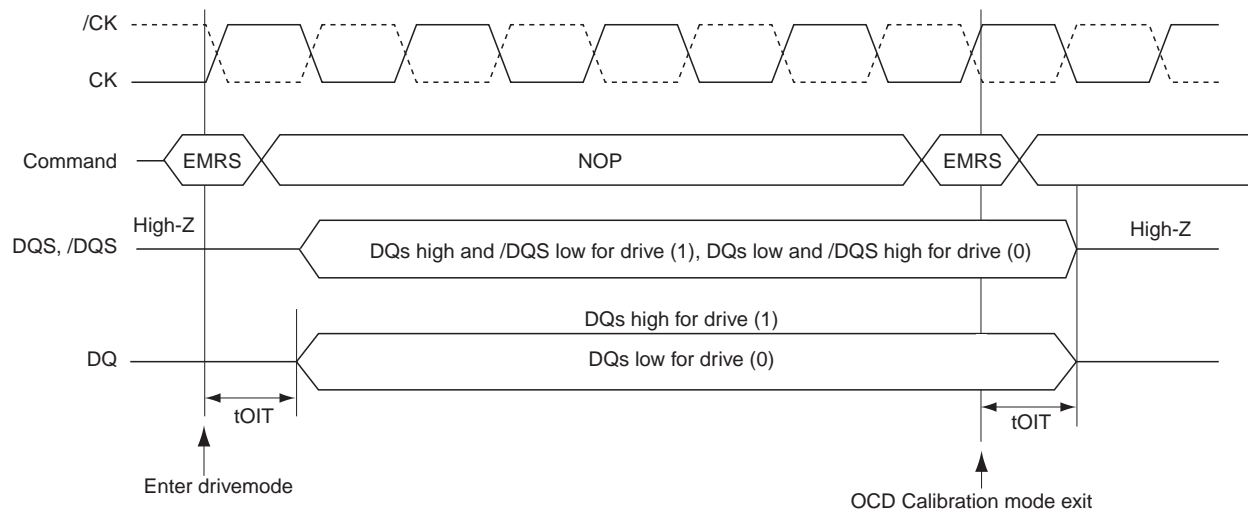 /CK
CK
Command
EMRS
NOP
EMRS
High-Z
High-Z
DQS, /DQS
DQs high and /DQS low for drive (1), DQs low and /DQS high for drive (0)
DQs high for drive (1)
DQ
DQs low for drive (0)
tOIT
tOIT
Enter drivemode
OCD Calibration mode exit